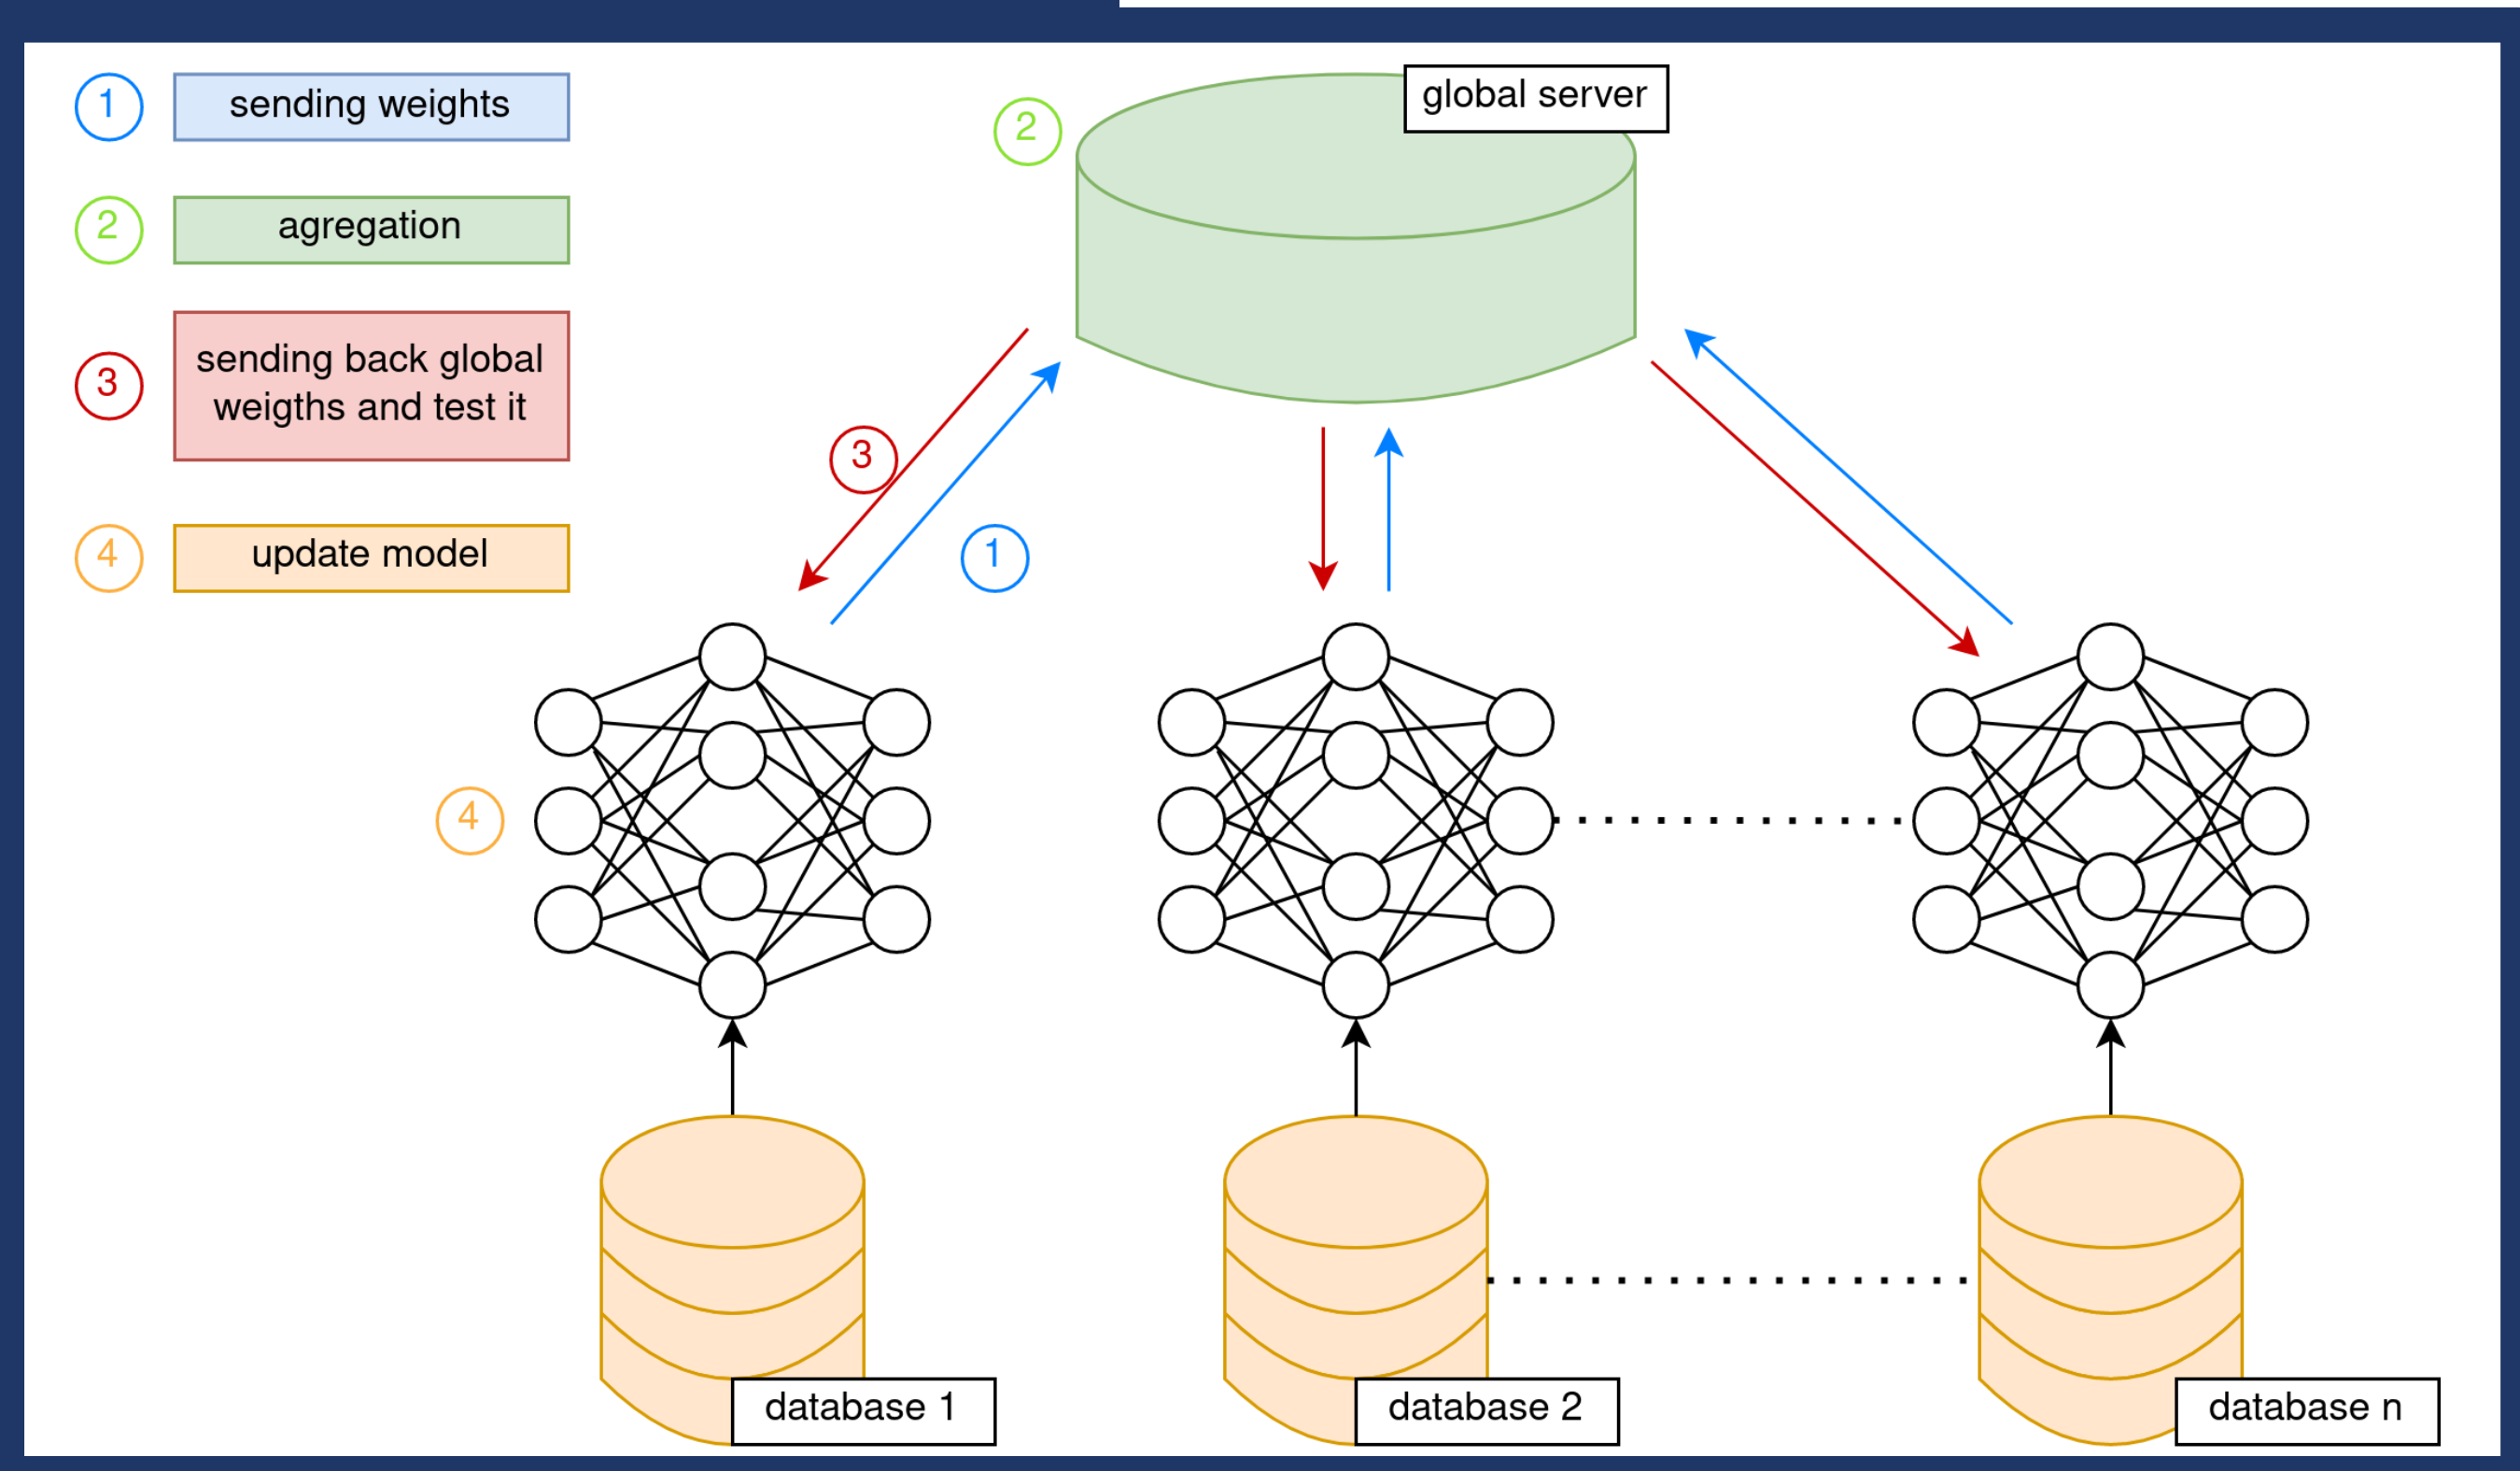 1
sending weights
2
agregation
3
sending back global
weigths and test it
4
update model
2
global server
3
1
4
database 1
database 2
database n